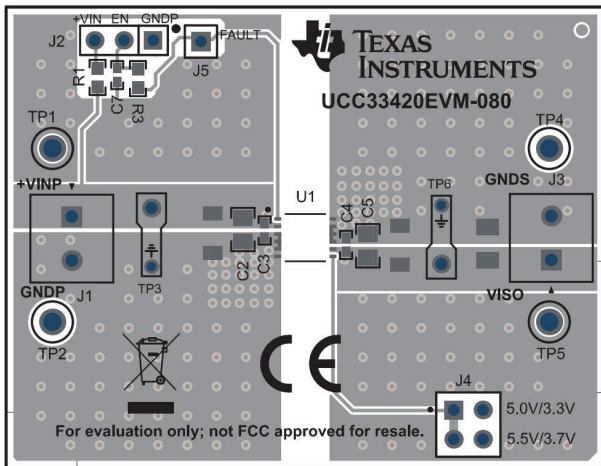 +VIN EN GNDP
J2
FAULT
J5
R1
C7
R3
TEXAS
INSTRUMENTS
UCC33420EVM-080
TP1
TP4
+VINP
GNDS
J3
TP6
U1
C4
C5
C2
C3
TP3
GNDP
J1
VISO
TP2
TP5
CE
J4
5.0V/3.3V
5.5V/3.7V
For evaluation only; not FCC approved for resale.